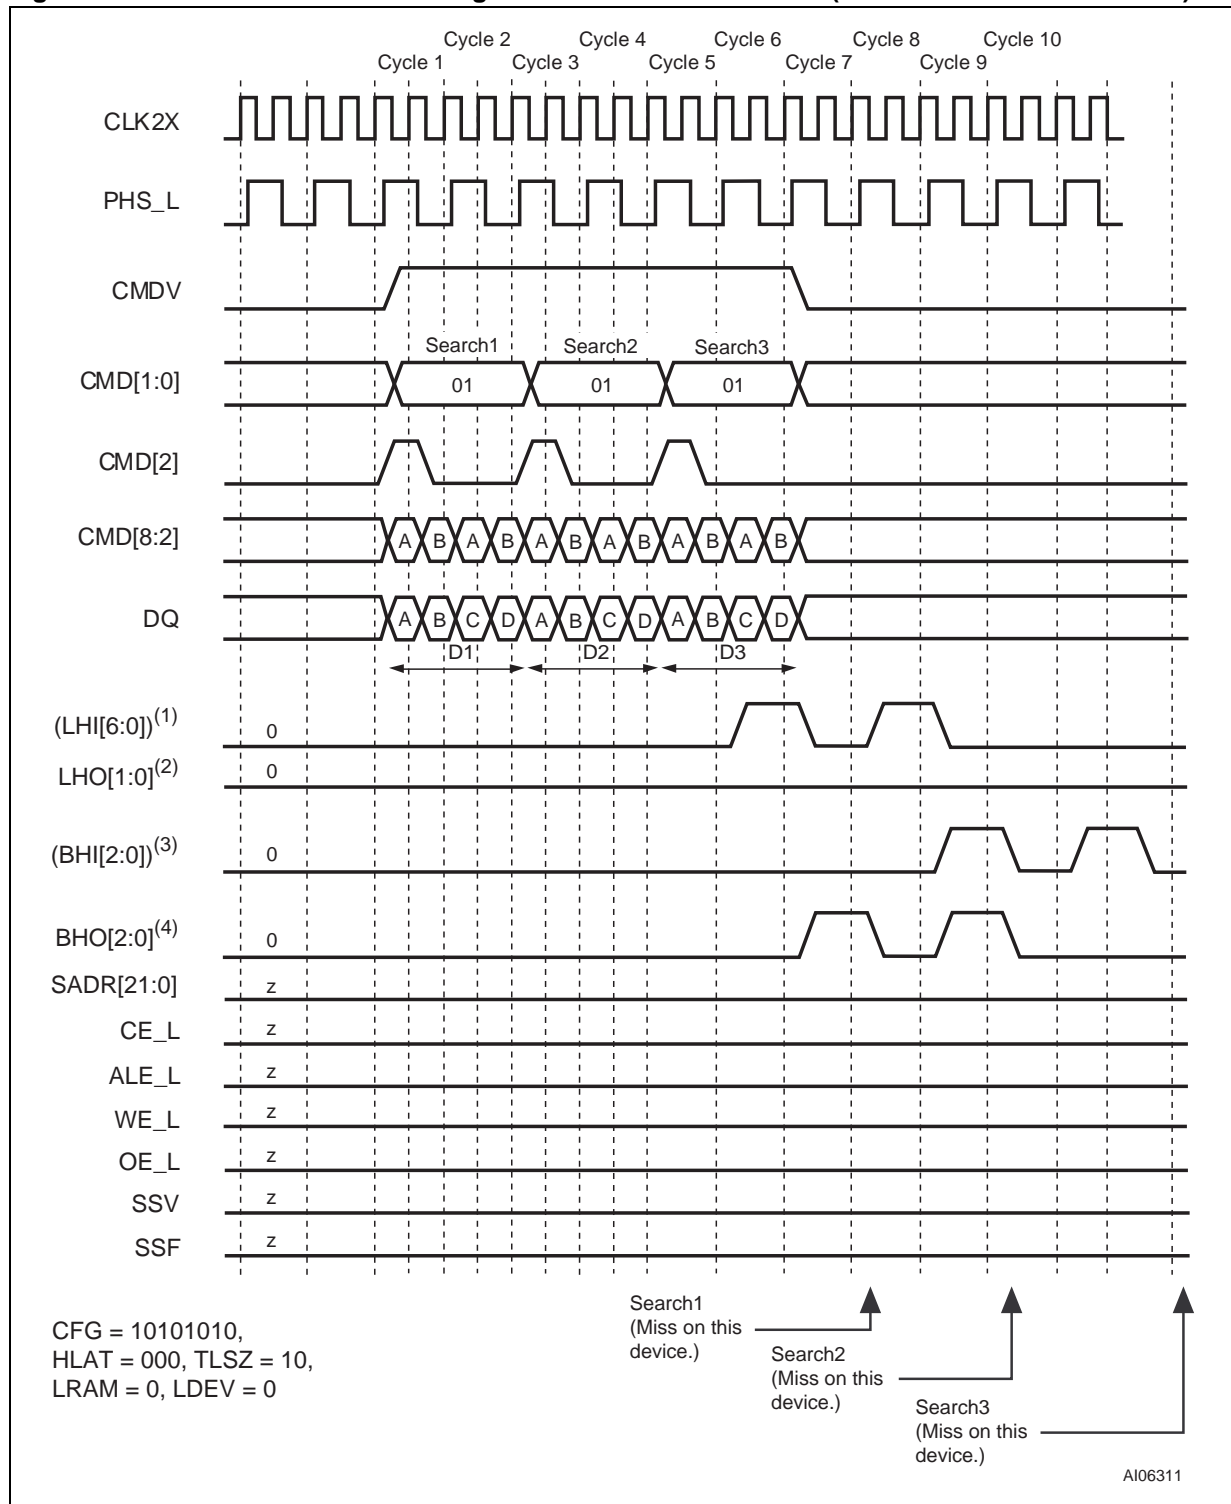 Cycle 2 Cycle 4 Cycle 6 Cycle 8 Cycle 10
Cycle 1 Cycle 3 Cycle 5 Cycle 7 Cycle 9
CLK2X
PHS_L
CMDV
Search1 Search2 Search3
CMD[1:0] 01 01 01
CMD[2]
CMD[8:2] A B A B A B A B A B A B
DQ A B C D A B C D A B C D
D1 D2 D3
(LHI[6:0])(1) 0
LHO[1:0](2) 0
(BHI[2:0])(3) 0
BHO[2:0](4) 0
SADR[21:0] z
CE_L z
ALE_L z
WE_L z
OE_L z
SSV z
SSF z
Search1
(Miss on this
device.)
Search2
(Miss on this
device.)
Search3
(Miss on this
device.)
CFG = 10101010,
HLAT = 000, TLSZ = 10,
LRAM = 0, LDEV = 0
AI06311